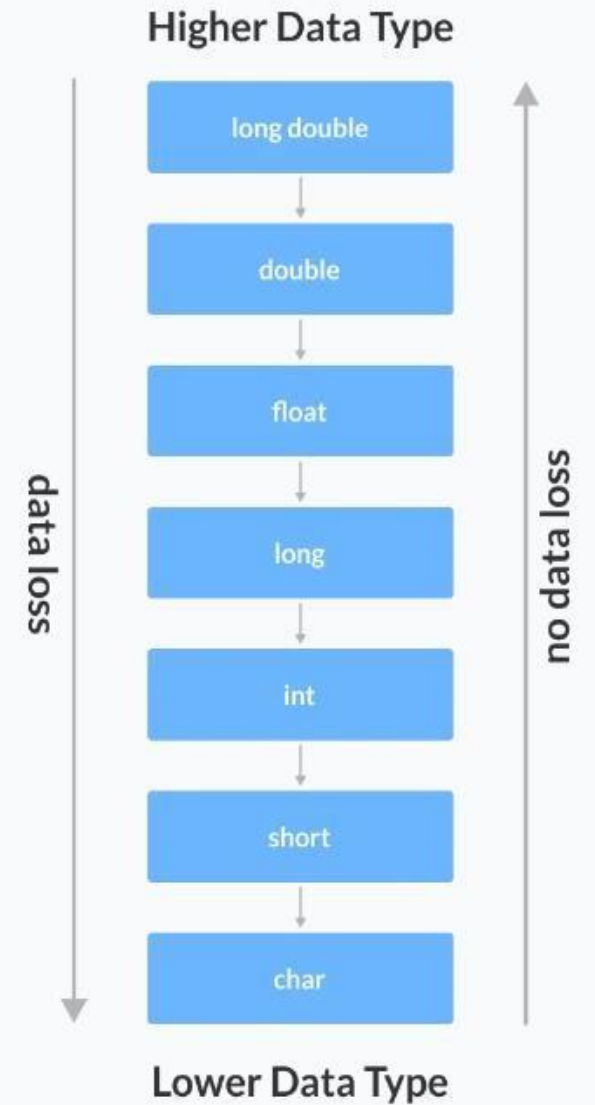 Higher Data Type
long double
double
float
data loss
no data loss
long
int
short
char
Lower Data Type